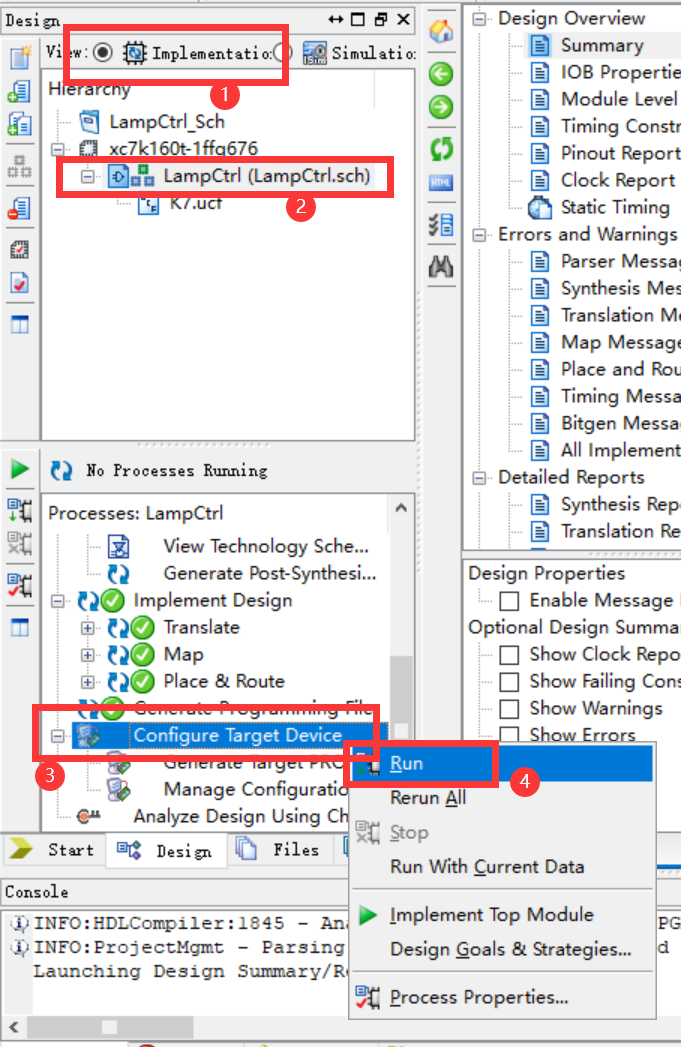 Design
View: Implementatio Simulatio
1
Hierarchy
LampCtrl_Sch
xc7k160t-1ffg676
LampCtrl (LampCtrl.sch)
2
K7.ucf
No Processes Running
Processes: LampCtrl
View Technology Sche...
Generate Post-Synthesi...
Implement Design
Translate
Map
Place & Route
Generate Programming File
Configure Target Device
3
Generate Target PRO
Manage Configuratio
Analyze Design Using Ch
Start Design Files
Console
INFO:HDLCompiler:1845 - Ana
INFO:ProjectMgmt - Parsing
Launching Design Summary/Re
PG
d
HTML
Design Overview
Summary
IOB Propertie
Module Level
Timing Constr
Pinout Report
Clock Report
Static Timing
Errors and Warnings
Parser Messag
Synthesis Mes
Translation Me
Map Message
Place and Rou
Timing Messa
Bitgen Messa
All Implement
Detailed Reports
Synthesis Repo
Translation Re
Design Properties
Enable Message
Optional Design Summa
Show Clock Repo
Show Failing Cons
Show Warnings
Show Errors
Run
4
Rerun All
Stop
Run With Current Data
Implement Top Module
Design Goals & Strategies...
Process Properties...